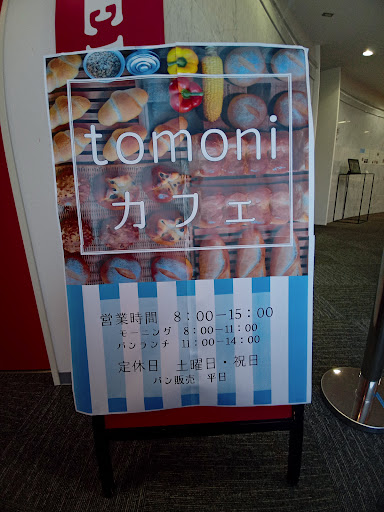 tomoni
カフェ
営業時間 8:00-15:00
モーニング 8:00-11:00
パンランチ 11:00-14:00
定休日 土曜日・祝日
パン販売 平日